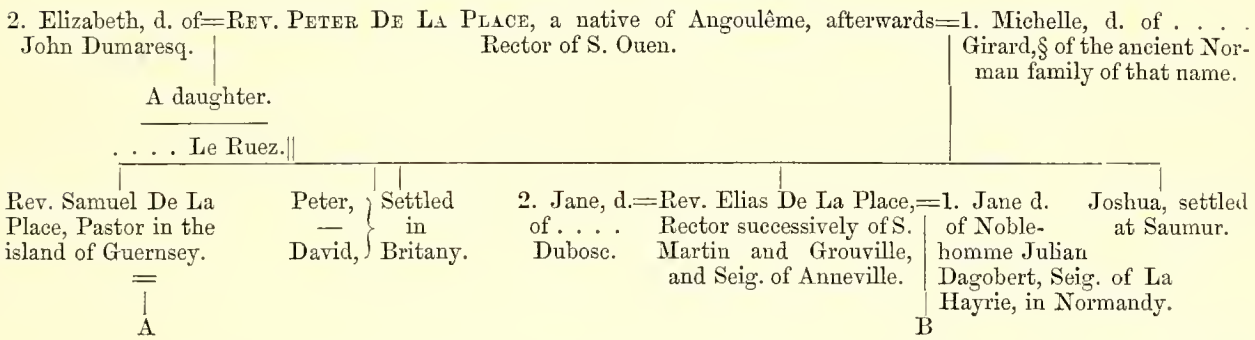 2. Elizabeth, d. of=REV. PETER DE LA PLACE, a native of Angoulême, afterwards=1. Michelle, d. of . . . .
John Dumaresq. Rector of S. Ouen. Girard,§ of the ancient Nor-
man family of that name.
A daughter.
. . . . Le Ruez.||
Rev. Samuel De La Peter, Settled 2. Jane, d.=Rev. Elias De La Place,=1. Jane d. Joshua, settled
Place, Pastor in the — in of . . . . Rector successively of S. of Noble- at Saumur.
island of Guernsey. David, Britany. Dubosc. Martin and Grouville, homme Julian
and Seig. of Anneville. Dagobert, Seig. of La
Hayrie, in Normandy.
A B